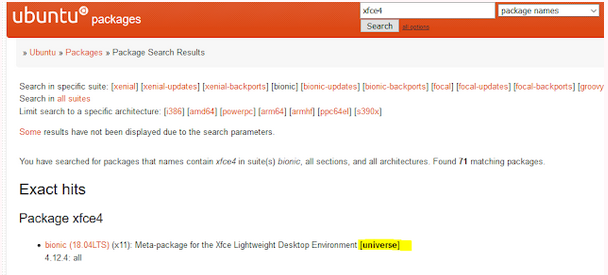 ubuntu packages
xfce4 package names
Search all options
» Ubuntu » Packages » Package Search Results
Search in specific suite: [xenial] [xenial-updates] [xenial-backports] [bionic] [bionic-updates] [bionic-backports] [focal] [focal-updates] [focal-backports] [groovy
Search in all suites
Limit search to a specific architecture: [i386] [amd64] [powerpc] [arm64] [armhf] [ppc64el] [s390x]
Some results have not been displayed due to the search parameters.
You have searched for packages that names contain xfce4 in suite(s) bionic, all sections, and all architectures. Found 71 matching packages.
Exact hits
Package xfce4
• bionic (18.04LTS) (x11): Meta-package for the Xfce Lightweight Desktop Environment [universe]
4.12.4: all